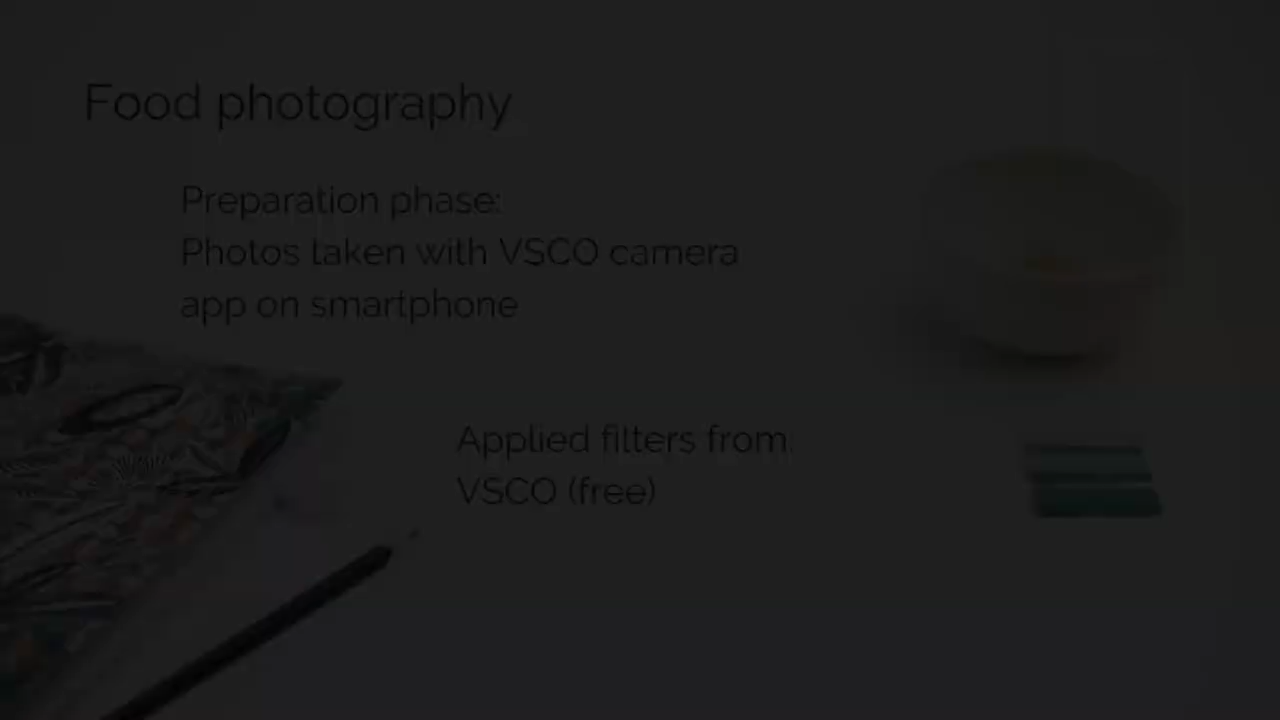 Food photography
Preparation phase:
Photos taken with VSCO camera
app on smartphone
Applied filters from
VSCO (free)